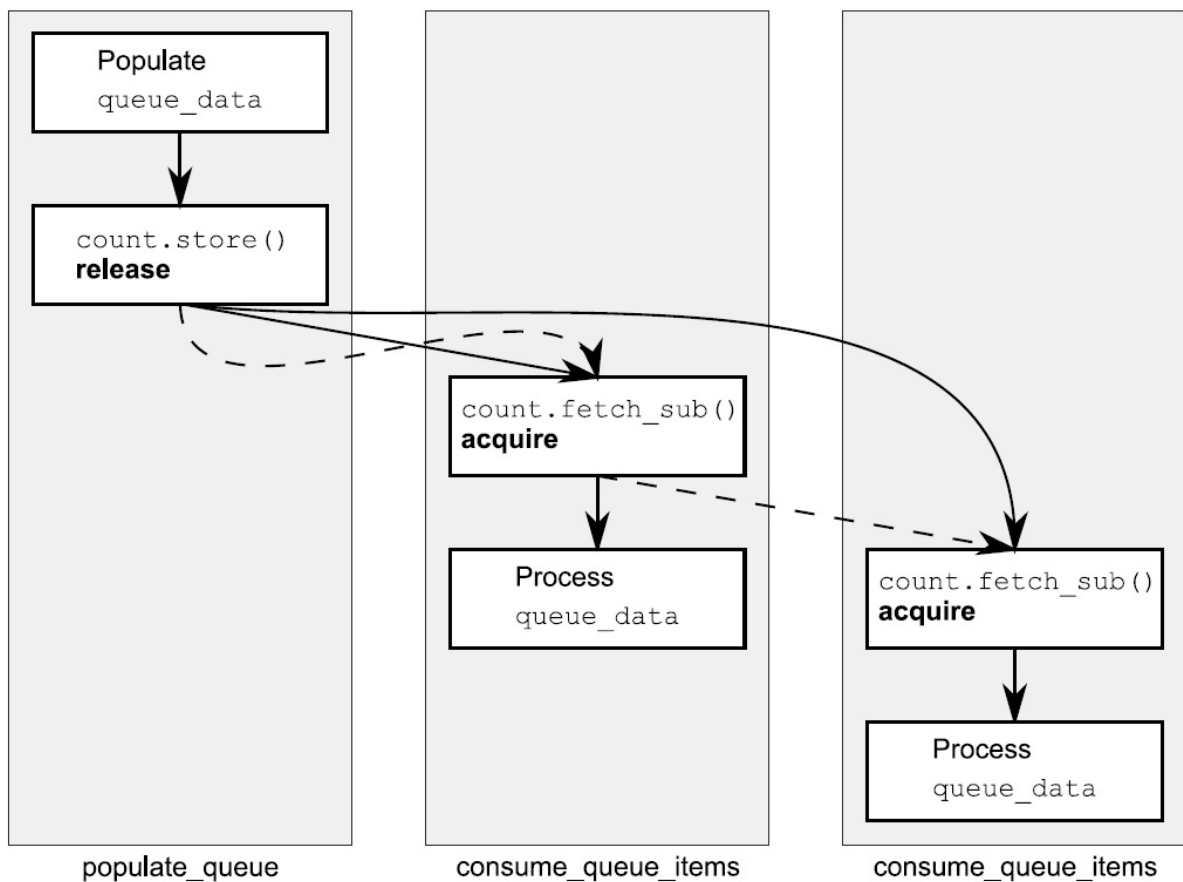 Populate
queue_data
count.store()
release
populate_queue
count.fetch_sub()
acquire
Process
queue_data
consume_queue_items
count.fetch_sub()
acquire
Process
queue_data
consume_queue_items